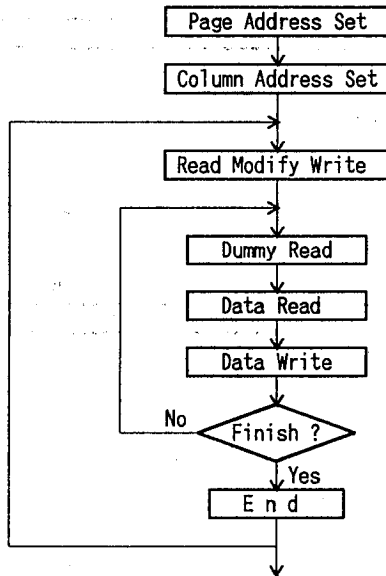 Page Address Set
Column Address Set
Read Modify Write
Dummy Read
Data Read
Data Write
No
Finish ?
Yes
E n d